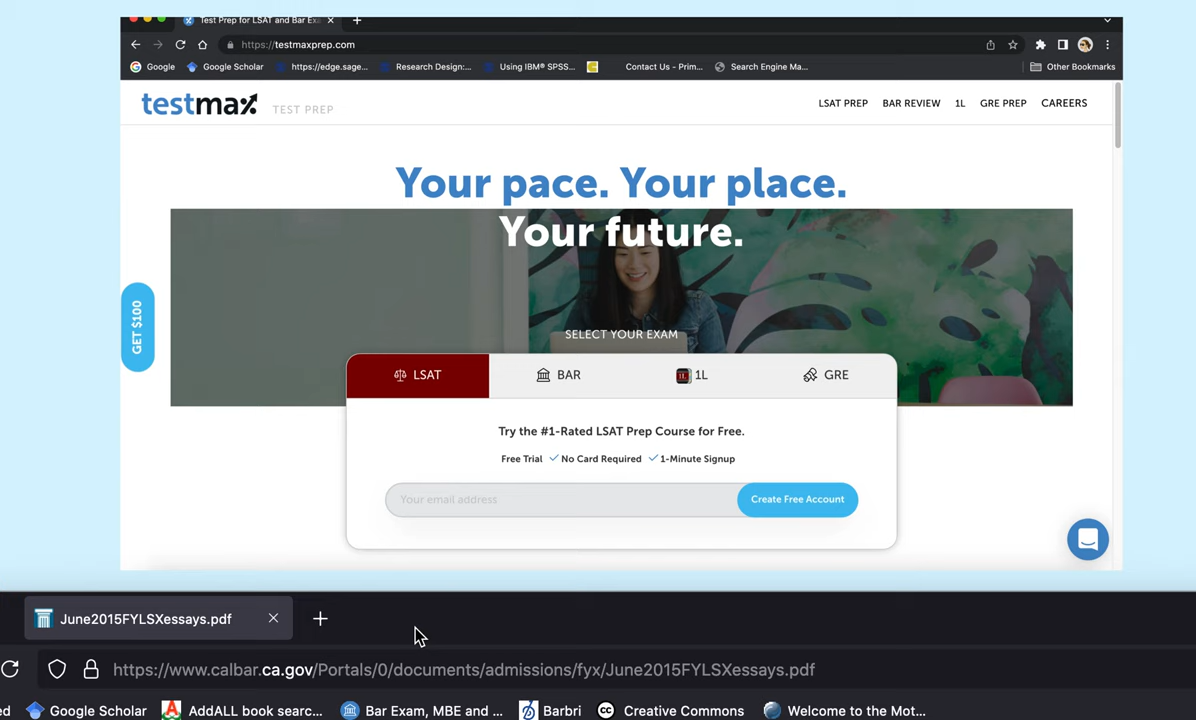 Test Prep for LSAT and Bar Exa
https://testmaxprep.com
Google Google Scholar https://edge.sage... Research Design:... Using IBM® SPSS... Contact Us - Prim... Search Engine Ma... Other Bookmarks
testmax TEST PREP LSAT PREP BAR REVIEW 1L GRE PREP CAREERS
Your pace. Your place.
Your future.
GET $100
SELECT YOUR EXAM
LSAT BAR 1L 1L GRE
Try the #1-Rated LSAT Prep Course for Free.
Free Trial No Card Required 1-Minute Signup
Your email address Create Free Account
June2015FYLSXessays.pdf
https://www.calbar.ca.gov/Portals/0/documents/admissions/fyx/June2015FYLSXessays.pdf
ed Google Scholar AddALL book searc... Bar Exam, MBE and ... Barbri Creative Commons Welcome to the Mot...